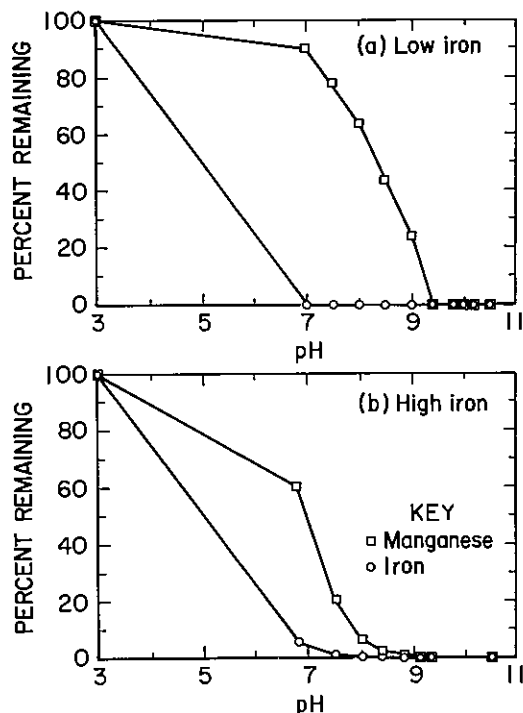 (a) Low iron
PERCENT REMAINING
100
80
60
40
20
0
3
5
7
9
11
pH
(b) High iron
PERCENT REMAINING
100
80
60
40
20
0
KEY
Manganese
Iron
3
5
7
9
11
pH